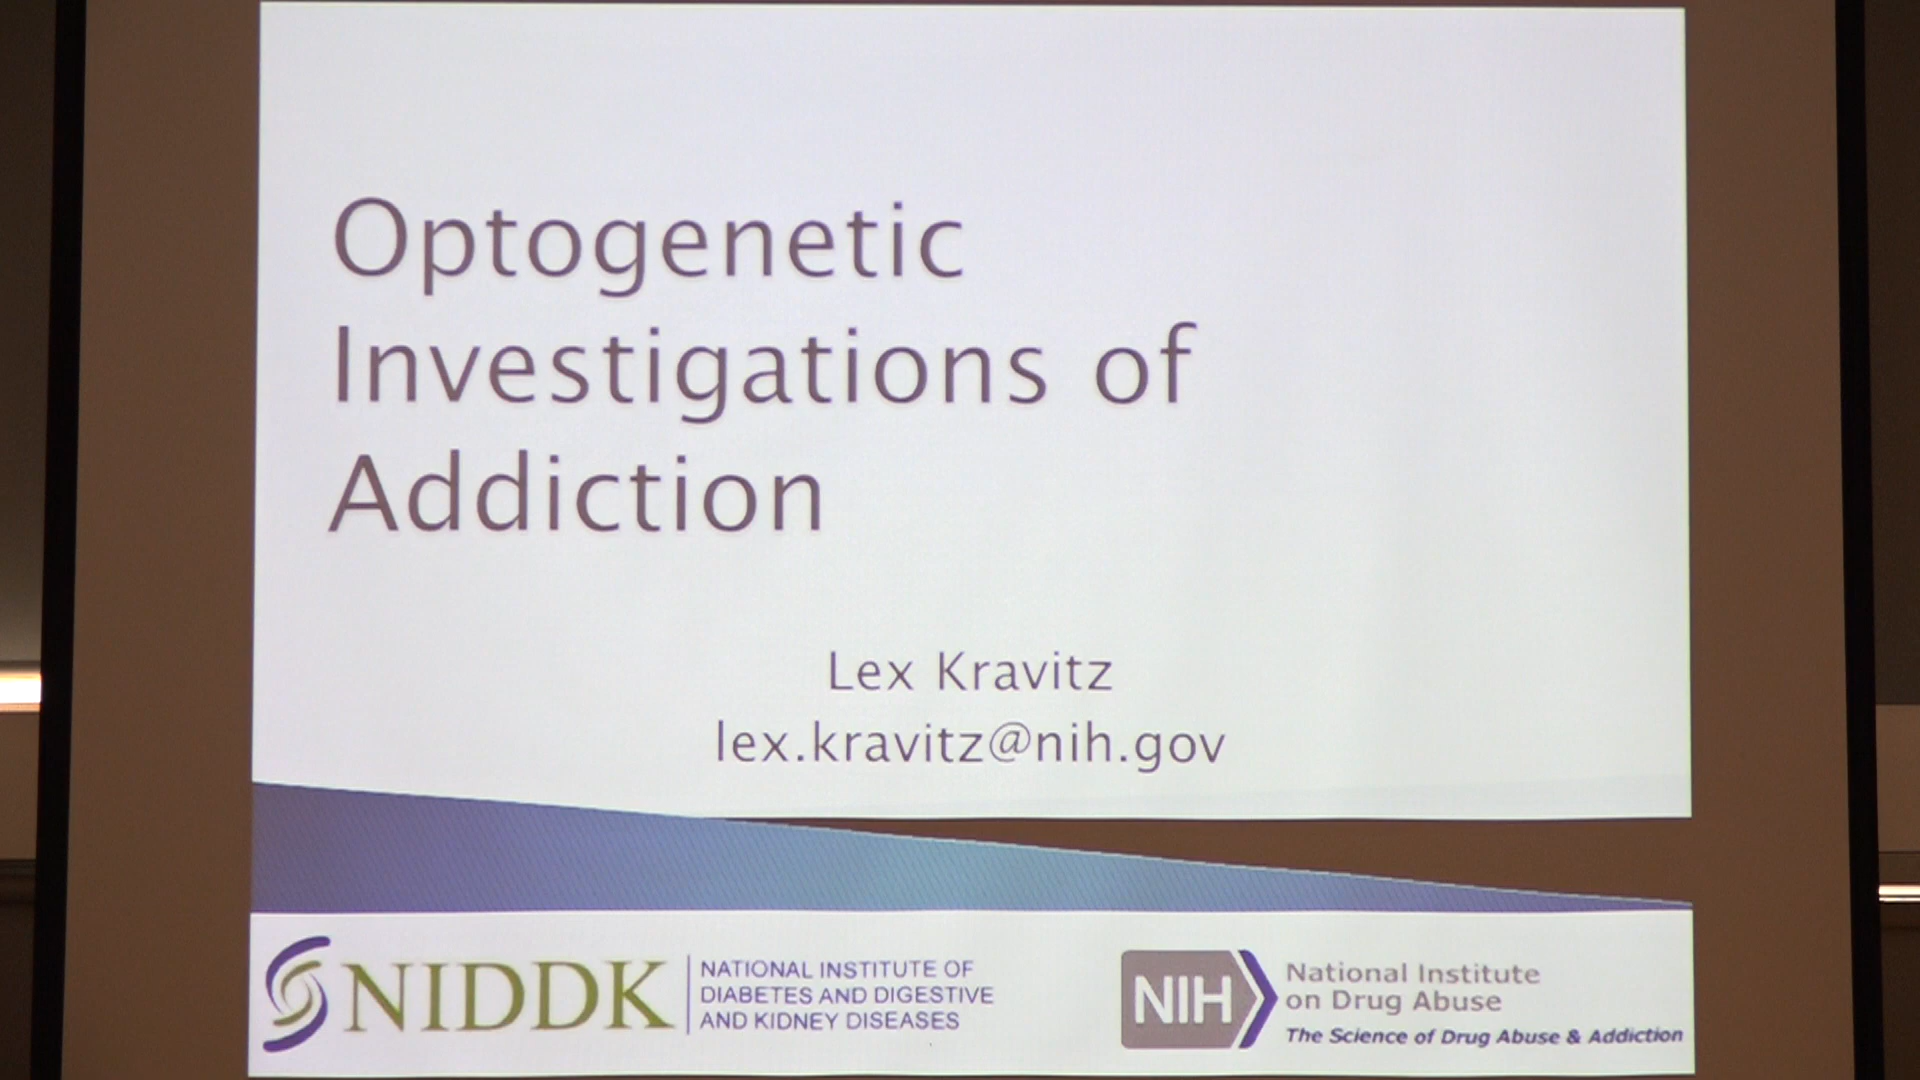 Optogenetic
Investigations of
Addiction
Lex Kravitz
lex.kravitz@nih.gov
NIDDK
NATIONAL INSTITUTE OF
DIABETES AND DIGESTIVE
AND KIDNEY DISEASES
NIH
National Institute
on Drug Abuse
The Science of Drug Abuse & Addiction